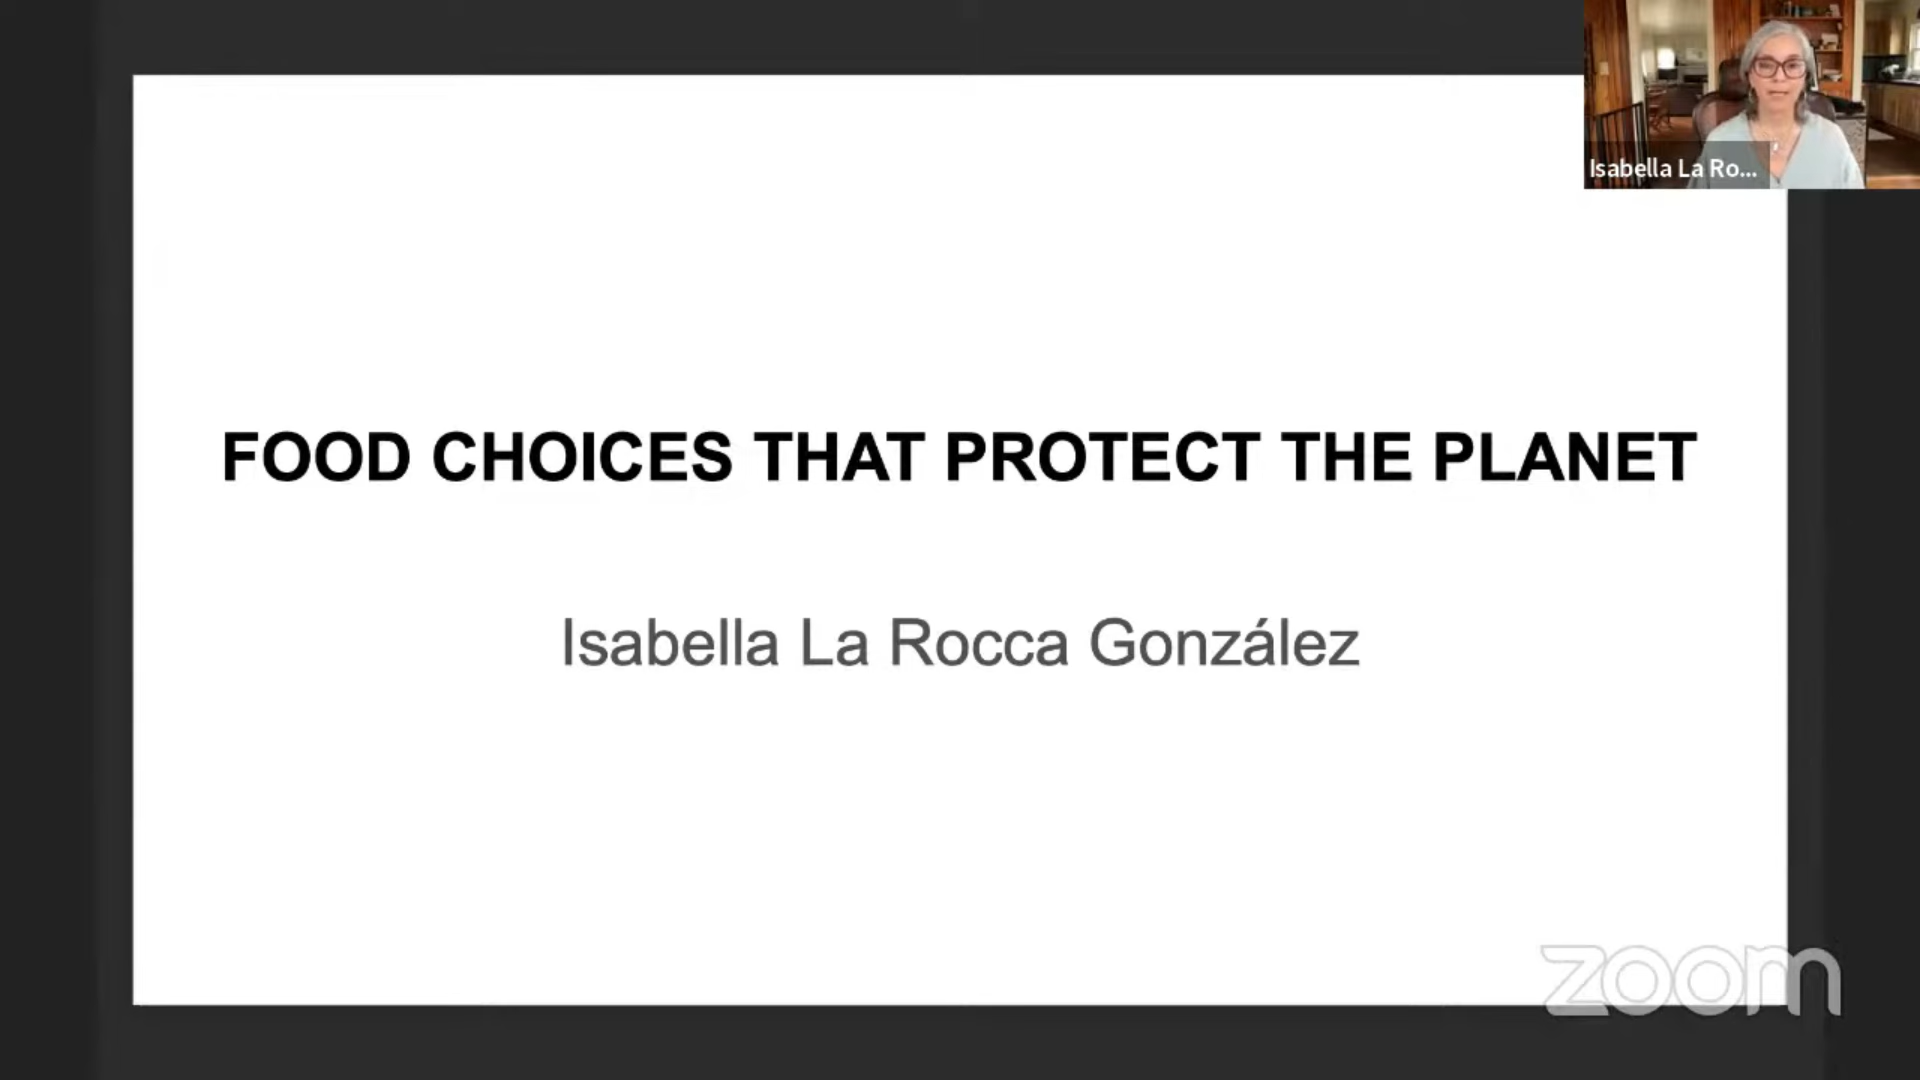 Isabella La Ro...
FOOD CHOICES THAT PROTECT THE PLANET
Isabella La Rocca González
zoom